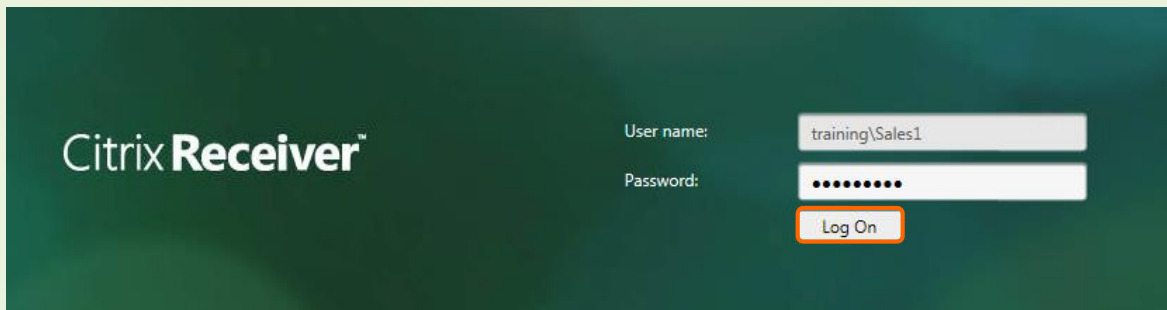 Citrix Receiver™
User name:
training\Sales1
Password:
•••••••••
Log On